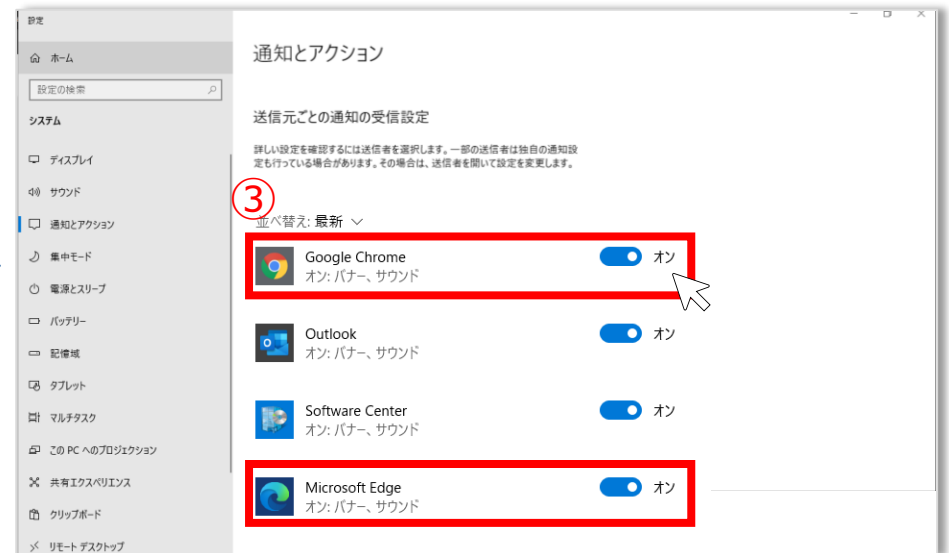 設定
ホーム
設定の検索
システム
ディスプレイ
サウンド
通知とアクション
集中モード
電源とスリープ
バッテリー
記憶域
タブレット
マルチタスク
この PC へのプロジェクション
共有エクスペリエンス
クリップボード
リモート デスクトップ
通知とアクション
送信元ごとの通知の受信設定
詳しい設定を確認するには送信者を選択します。一部の送信者は独自の通知設
定も行っている場合があります。その場合は、送信者を開いて設定を変更します。
③
並べ替え: 最新
Google Chrome
オン
オン: バナー、サウンド
Outlook
オン
オン: バナー、サウンド
Software Center
オン
オン: バナー、サウンド
Microsoft Edge
オン
オン: バナー、サウンド